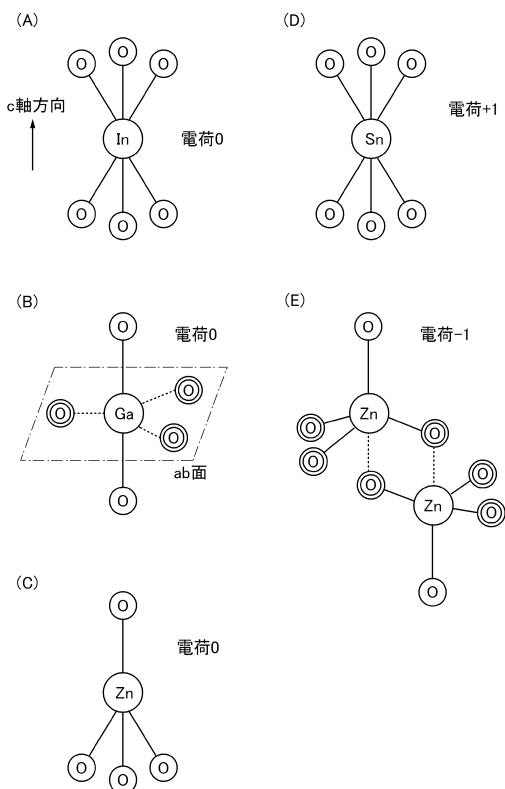 (A)
O O O
c軸方向
In
電荷0
O O O
(D)
O O O
Sn
電荷+1
O O O
(B)
O
電荷0
O Ga O
O
ab面
O
(E)
O
電荷-1
Zn
O O
O
O O
Zn O
O
(C)
O
電荷0
Zn
O O O